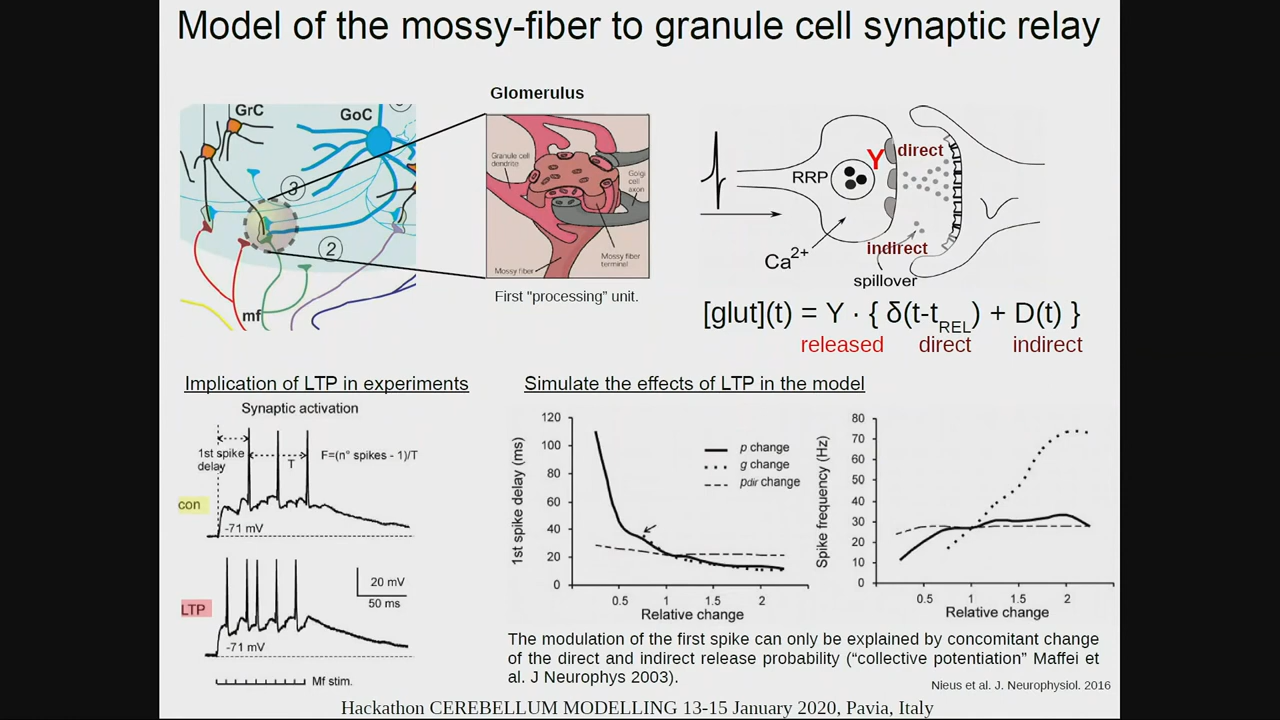 Model of the mossy-fiber to granule cell synaptic relay
Glomerulus
GrC
GoC
3
2
mf
Granule cell dendrite
Golgi cell axon
Mossy fiber
Mossy fiber terminal
First "processing" unit.
RRP
Y
direct
indirect
Ca2+
spillover
[glut](t) = Y · { δ(t-tREL) + D(t) }
released direct indirect
Implication of LTP in experiments
Synaptic activation
1st spike delay
T
F=(n° spikes - 1)/T
con
-71 mV
LTP
-71 mV
20 mV
50 ms
Mf stim.
Simulate the effects of LTP in the model
1st spike delay (ms)
120
100
80
60
40
20
0
0.5 1 1.5 2
Relative change
p change
g change
pdir change
Spike frequency (Hz)
80
70
60
50
40
30
20
10
0
0.5 1 1.5 2
Relative change
The modulation of the first spike can only be explained by concomitant change
of the direct and indirect release probability (“collective potentiation” Maffei et
al. J Neurophys 2003).
Nieus et al. J. Neurophysiol. 2016
Hackathon CEREBELLUM MODELLING 13-15 January 2020, Pavia, Italy